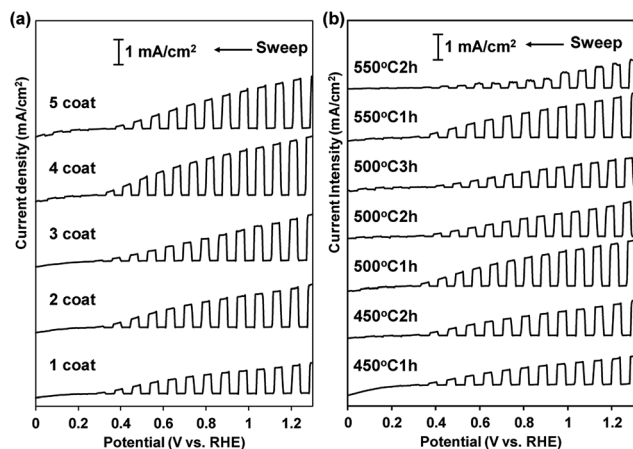 (a)
1 mA/cm²
Sweep
5 coat
4 coat
3 coat
2 coat
1 coat
Current density (mA/cm²)
0 0.2 0.4 0.6 0.8 1 1.2
Potential (V vs. RHE)
(b)
1 mA/cm²
Sweep
550°C2h
550°C1h
500°C3h
500°C2h
500°C1h
450°C2h
450°C1h
Current Intensity (mA/cm²)
0 0.2 0.4 0.6 0.8 1 1.2
Potential (V vs. RHE)